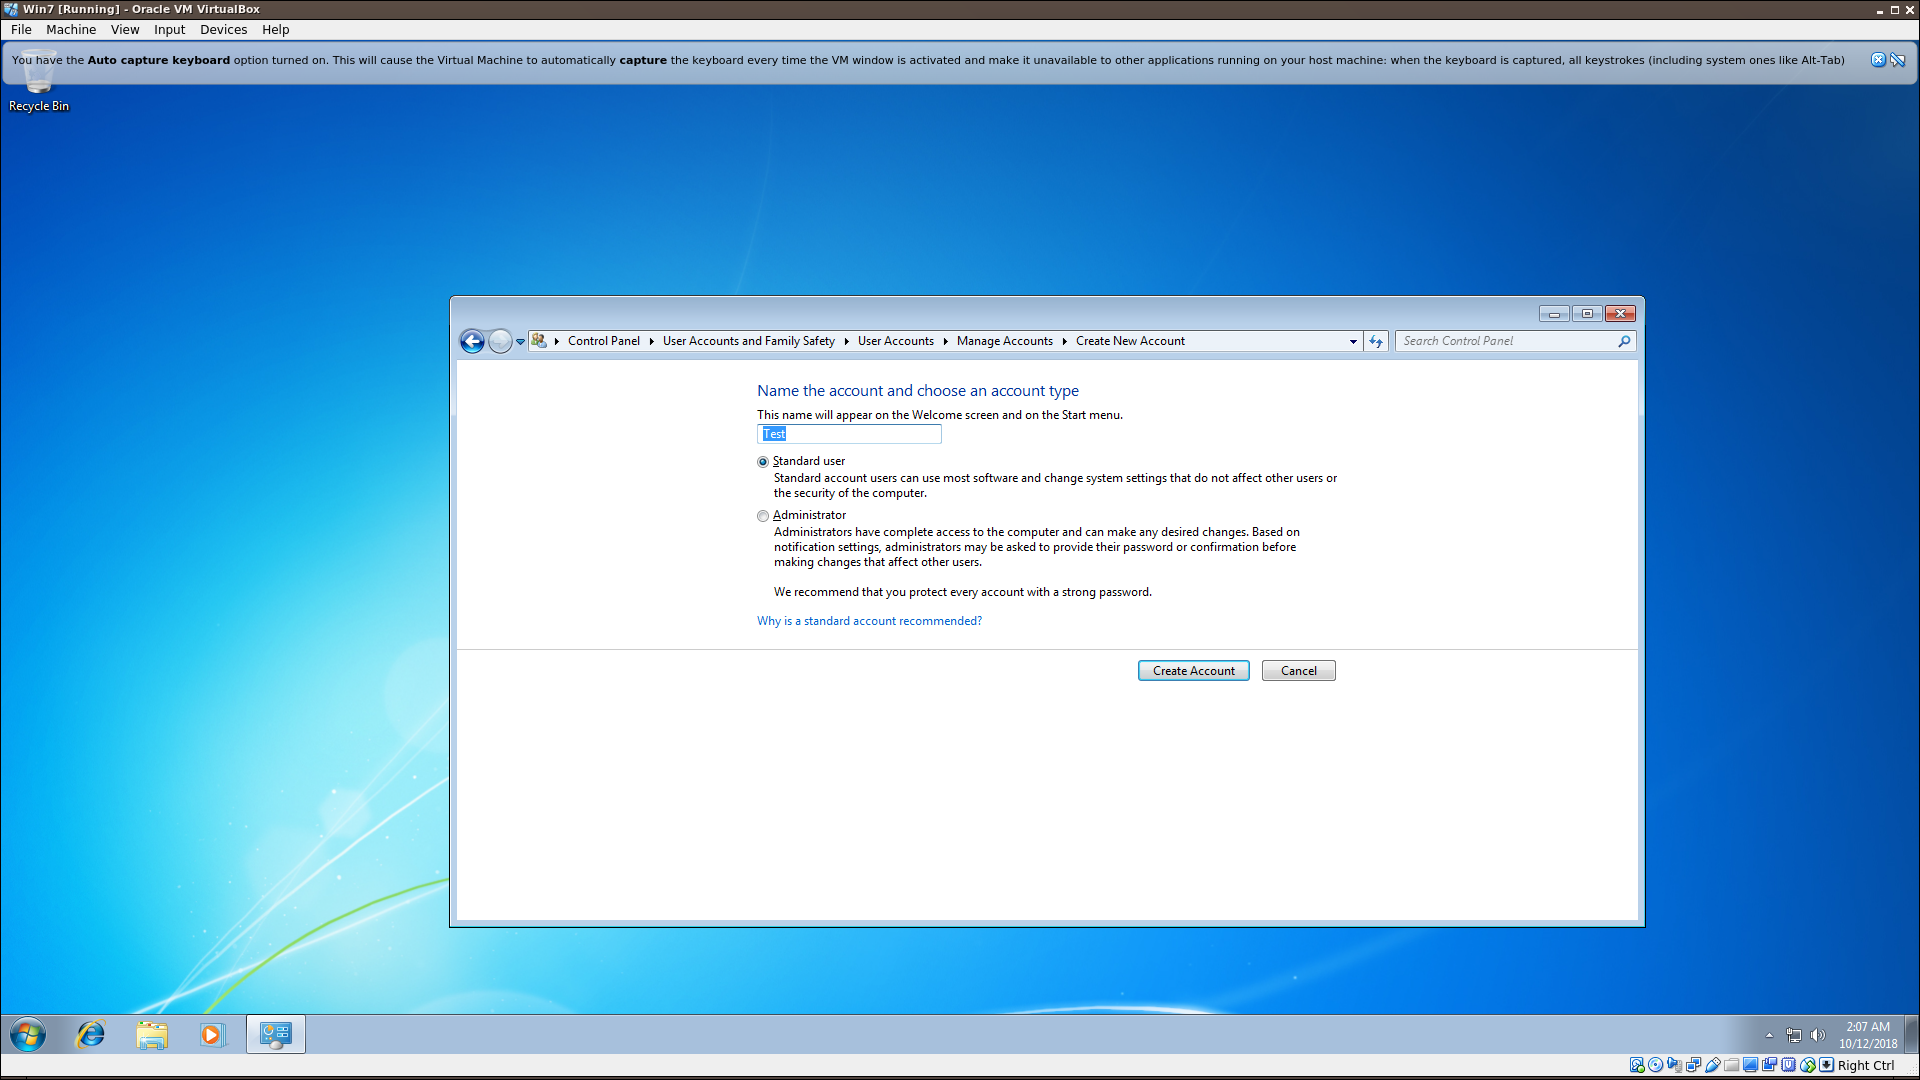 Win7 [Running] - Oracle VM VirtualBox
File Machine View Input Devices Help
You have the Auto capture keyboard option turned on. This will cause the Virtual Machine to automatically capture the keyboard every time the VM window is activated and make it unavailable to other applications running on your host machine: when the keyboard is captured, all keystrokes (including system ones like Alt-Tab)
Recycle Bin
Control Panel User Accounts and Family Safety User Accounts Manage Accounts Create New Account
Search Control Panel
Name the account and choose an account type
This name will appear on the Welcome screen and on the Start menu.
Test
Standard user
Standard account users can use most software and change system settings that do not affect other users or
the security of the computer.
Administrator
Administrators have complete access to the computer and can make any desired changes. Based on
notification settings, administrators may be asked to provide their password or confirmation before
making changes that affect other users.
We recommend that you protect every account with a strong password.
Why is a standard account recommended?
Create Account Cancel
2:07 AM
10/12/2018
Right Ctrl